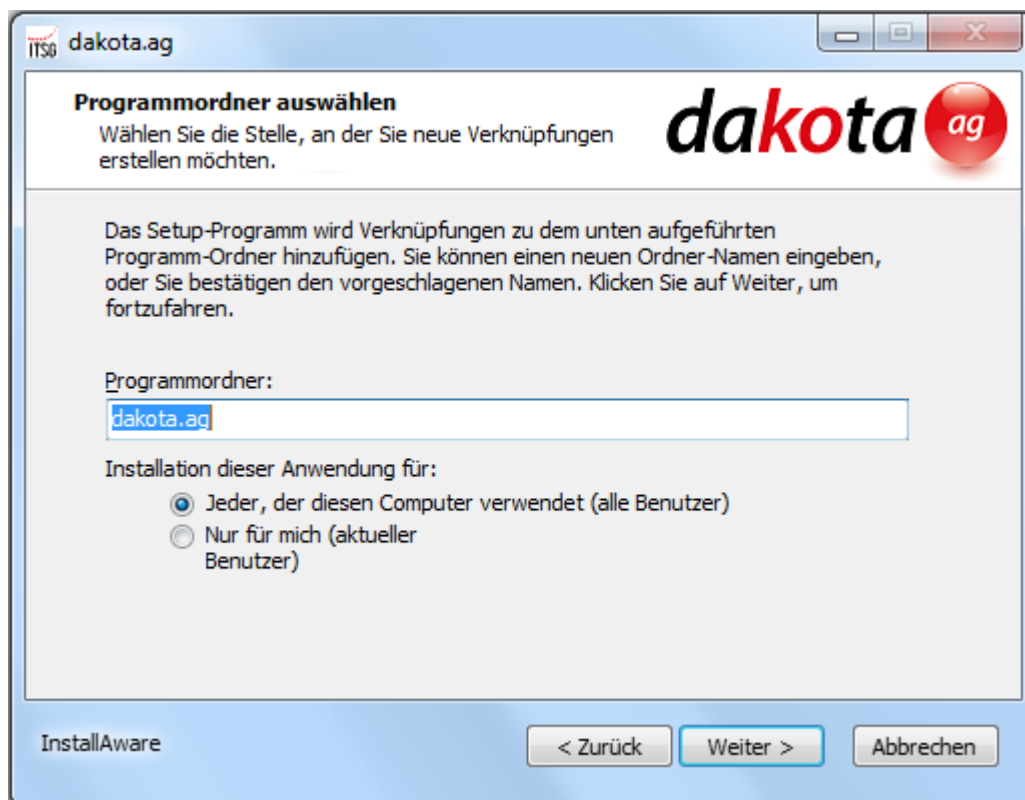 ITSG dakota.ag
Programmordner auswählen
Wählen Sie die Stelle, an der Sie neue Verknüpfungen
erstellen möchten.
dakota ag
Das Setup-Programm wird Verknüpfungen zu dem unten aufgeführten
Programm-Ordner hinzufügen. Sie können einen neuen Ordner-Namen eingeben,
oder Sie bestätigen den vorgeschlagenen Namen. Klicken Sie auf Weiter, um
fortzufahren.
Programmordner:
dakota.ag
Installation dieser Anwendung für:
Jeder, der diesen Computer verwendet (alle Benutzer)
Nur für mich (aktueller
Benutzer)
InstallAware
< Zurück
Weiter >
Abbrechen